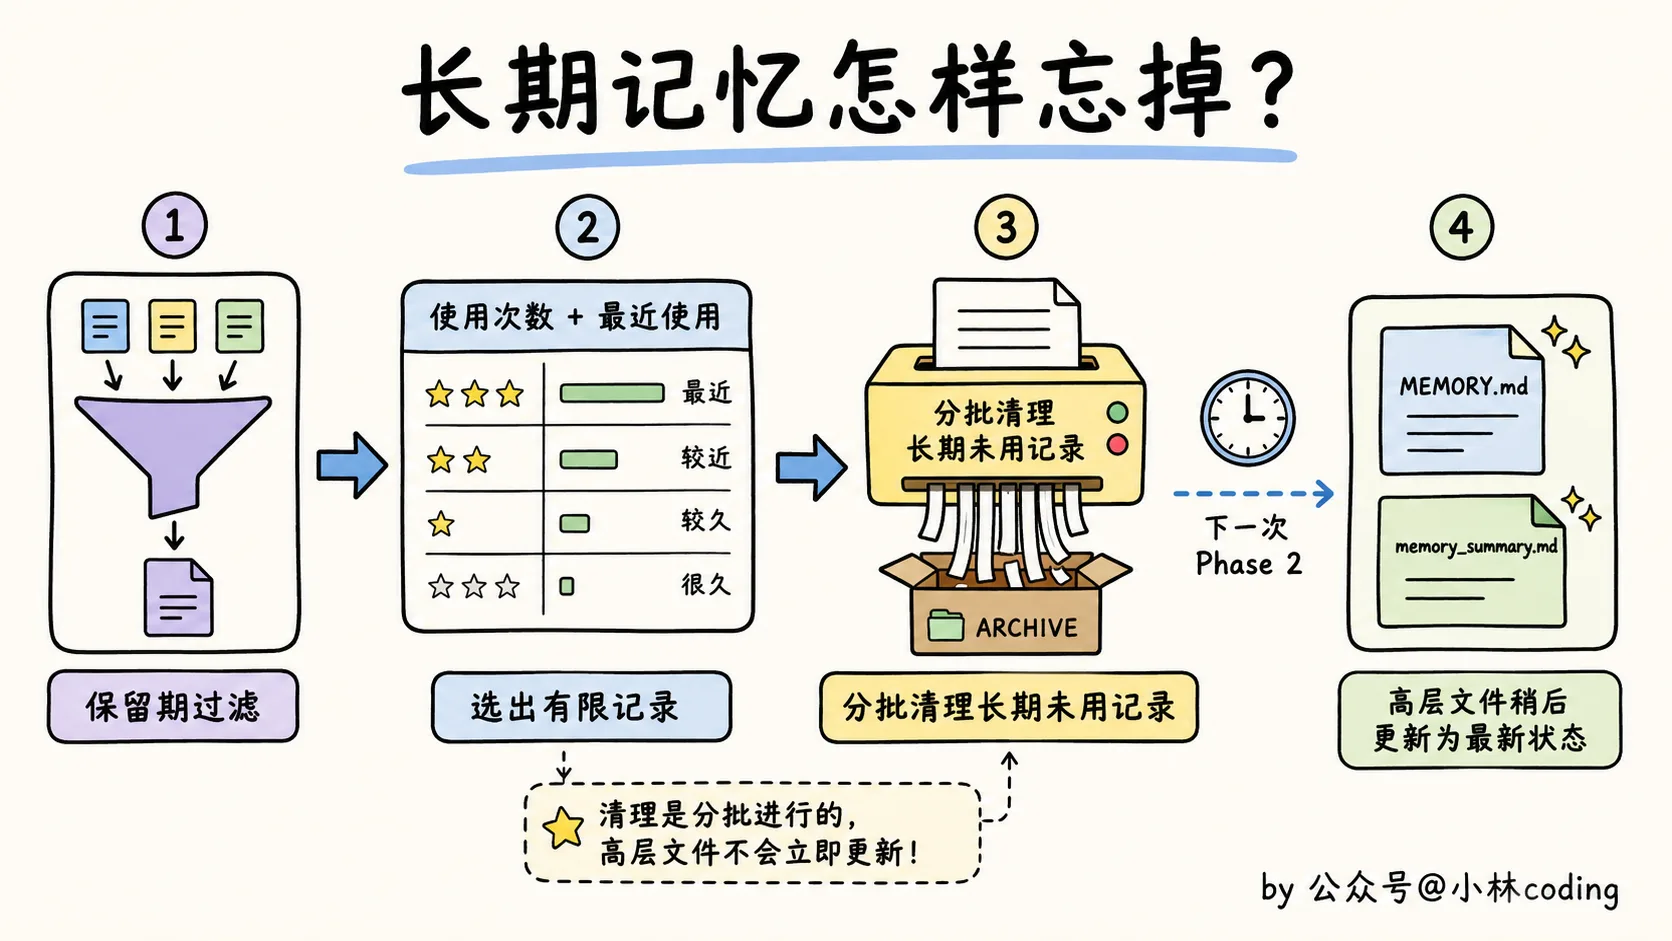 长期记忆怎样忘掉?
1
2
3
4
使用次数 + 最近使用
最近
较近
较久
很久
分批清理
长期未用记录
ARCHIVE
下一次
Phase 2
MEMORY.md
memory_summary.md
保留期过滤
选出有限记录
分批清理长期未用记录
高层文件稍后
更新为最新状态
清理是分批进行的,
高层文件不会立即更新!
by 公众号@小林coding